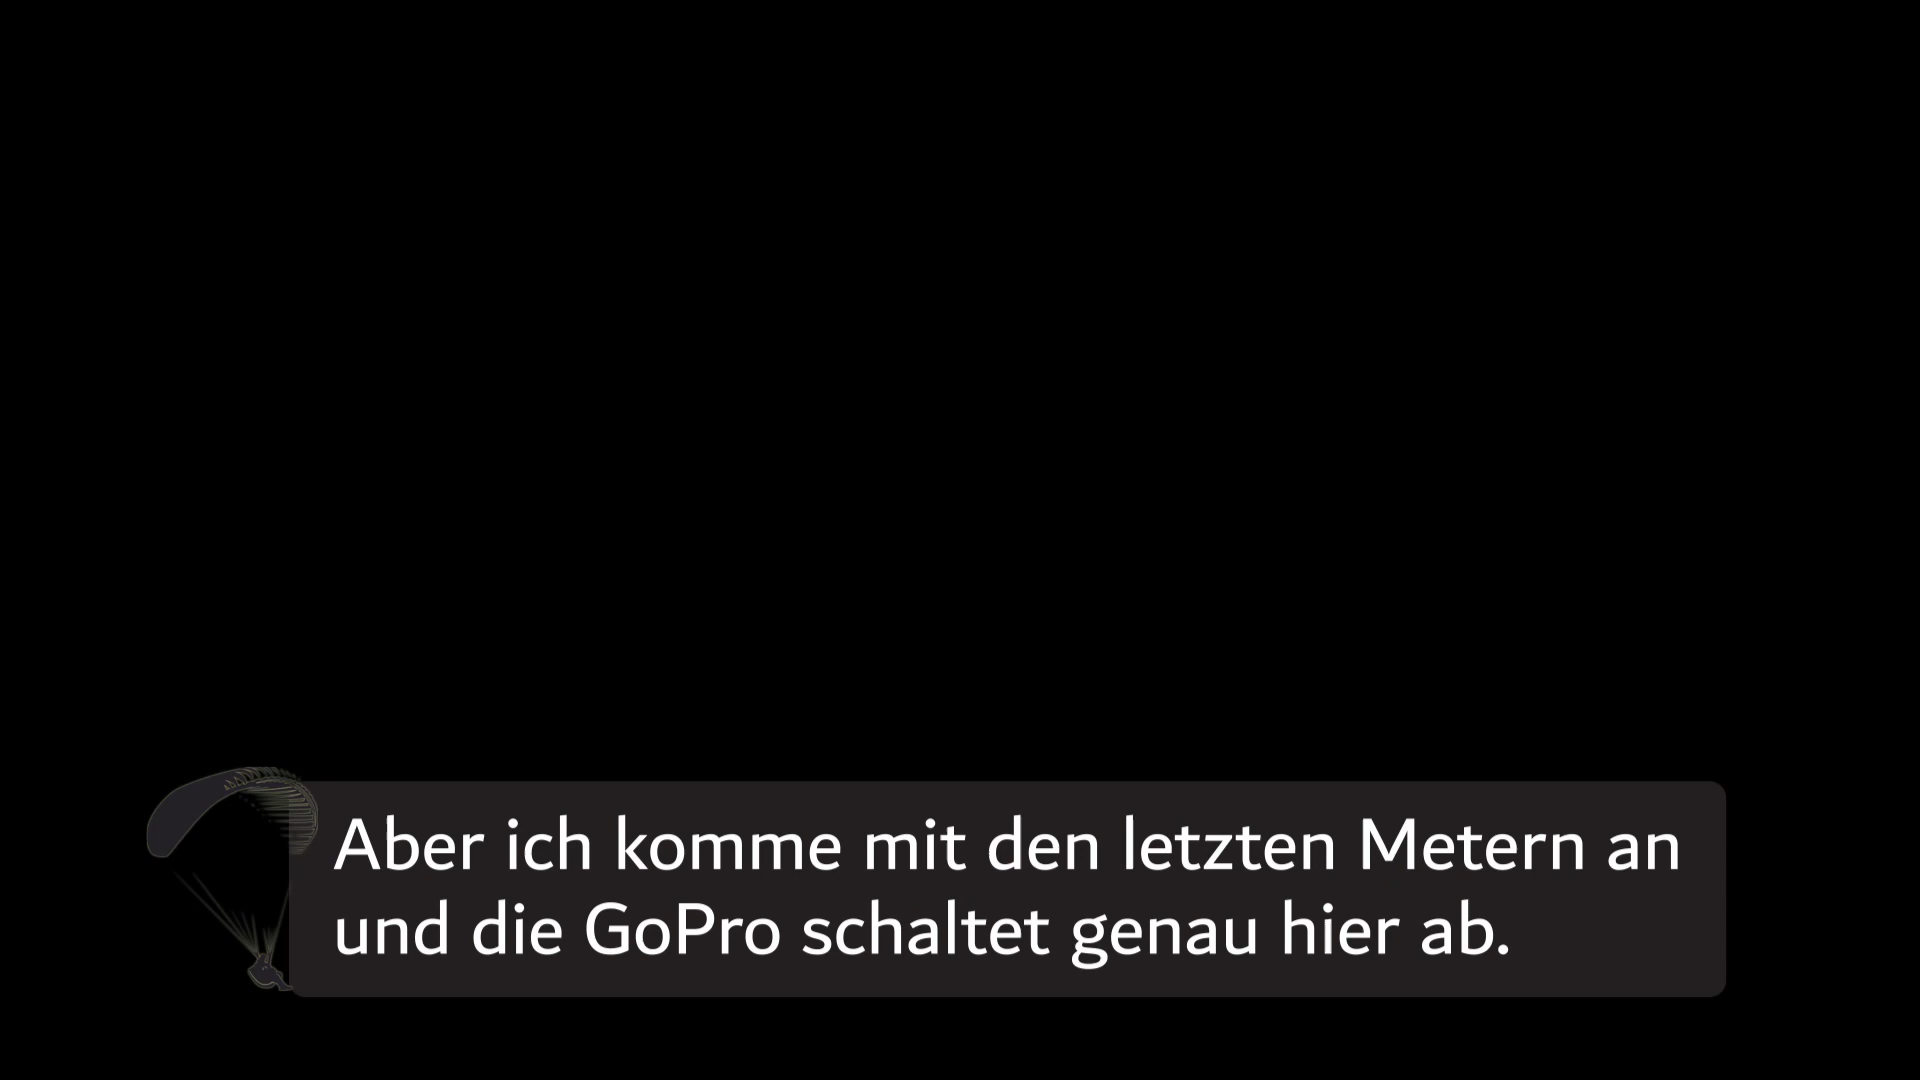 Aber ich komme mit den letzten Metern an
und die GoPro schaltet genau hier ab.